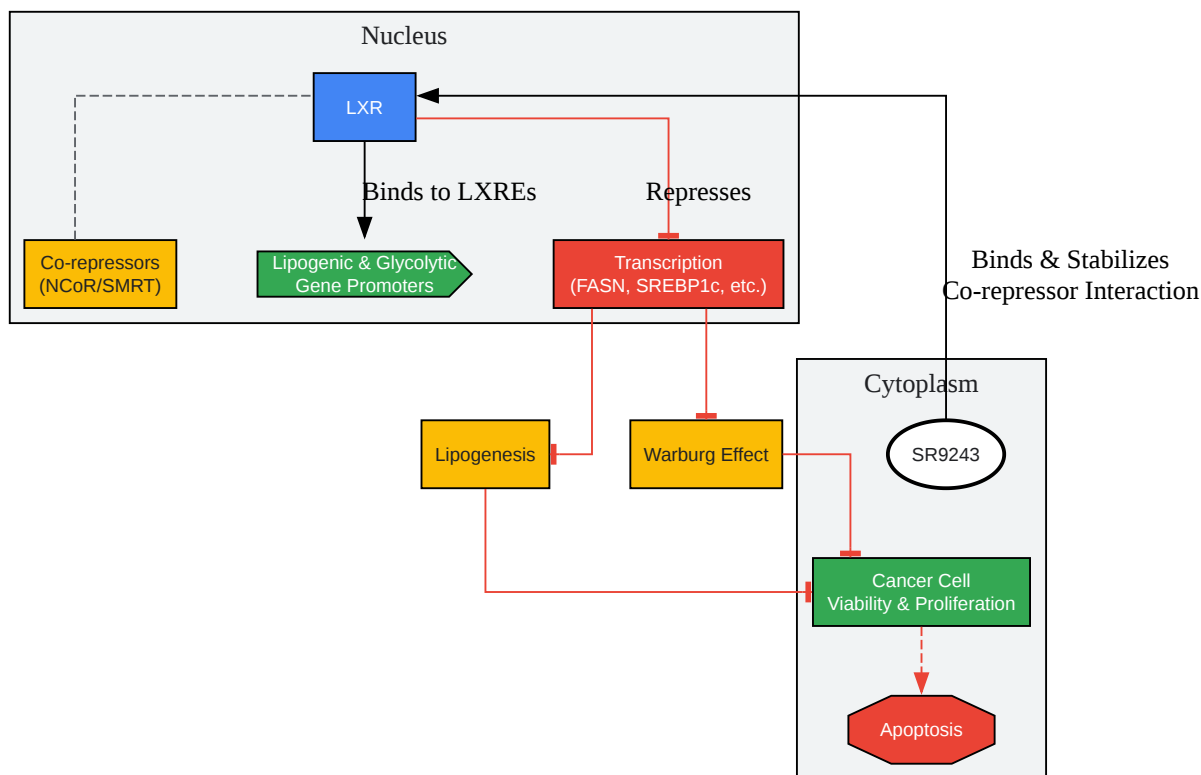 Nucleus
LXR
Binds to LXREs
Represses
Co-repressors
(NCoR/SMRT)
Lipogenic & Glycolytic
Gene Promoters
Transcription
(FASN, SREBP1c, etc.)
Binds & Stabilizes
Co-repressor Interaction
Cytoplasm
Lipogenesis
Warburg Effect
SR9243
Cancer Cell
Viability & Proliferation
Apoptosis